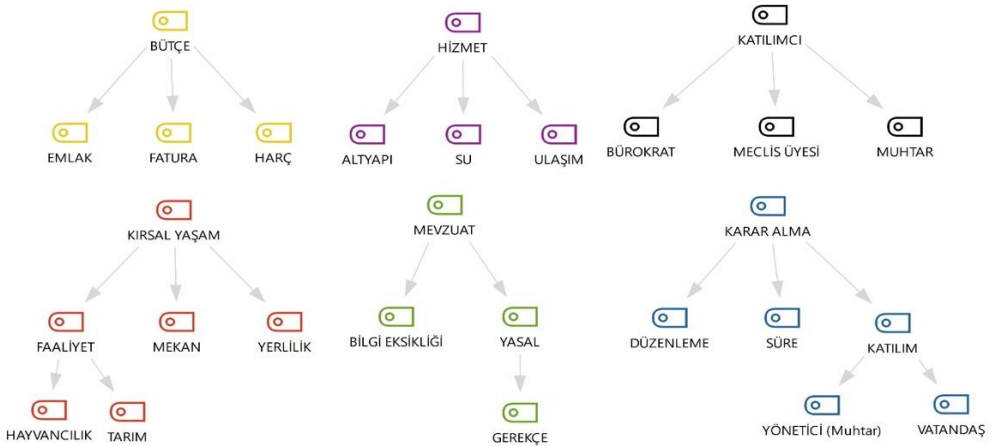 BÜTÇE
HİZMET
KATILIMCI
EMLAK
FATURA
HARÇ
ALTYAPI
SU
ULAŞIM
BÜROKRAT
MECLİS ÜYESİ
MUHTAR
KIRSAL YAŞAM
MEVZUAT
KARAR ALMA
FAALİYET
MEKAN
YERLİLİK
BİLGİ EKSİKLİĞİ
YASAL
DÜZENLEME
SÜRE
KATILIM
HAYVANCILIK
TARIM
GEREKÇE
YÖNETİCİ (Muhtar)
VATANDAŞ